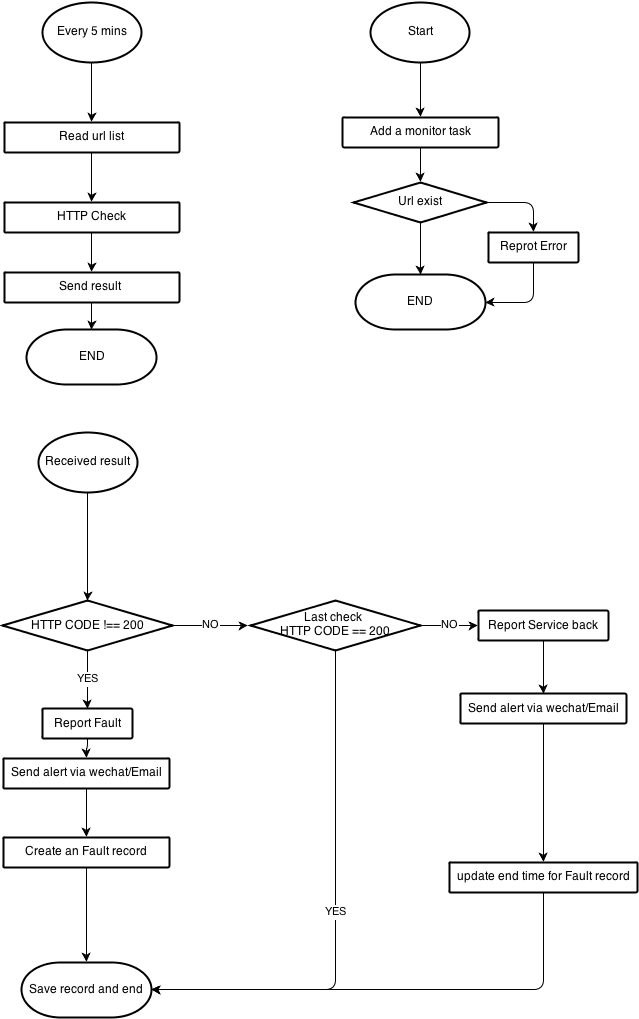 Every 5 mins
Read url list
HTTP Check
Send result
END
Start
Add a monitor task
Url exist
Reprot Error
END
Received result
HTTP CODE !== 200
NO
Last check
HTTP CODE == 200
NO
Report Service back
YES
Report Fault
Send alert via wechat/Email
Send alert via wechat/Email
Create an Fault record
update end time for Fault record
YES
Save record and end